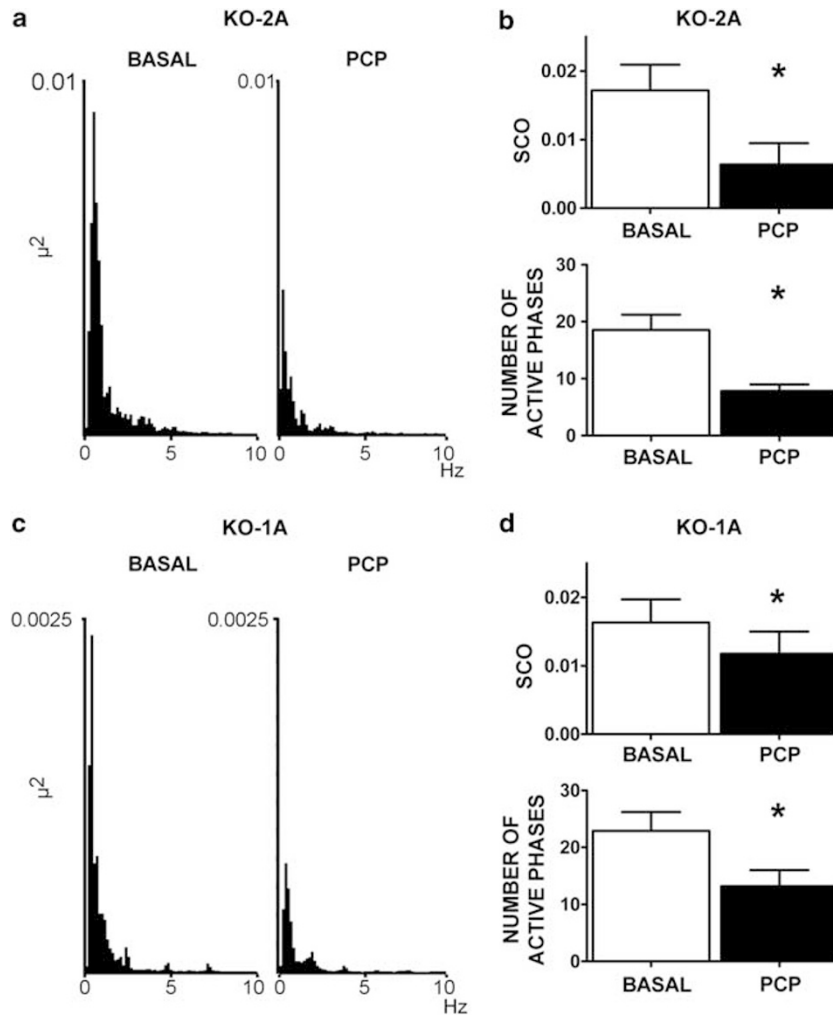 a
KO-2A
BASAL
PCP
0.01
0.01
μ2
0
5
10
0
5
10
Hz
b
KO-2A
SCO
0.02
0.01
0.00
BASAL
PCP
*
NUMBER OF
ACTIVE PHASES
30
20
10
0
BASAL
PCP
*
c
KO-1A
BASAL
PCP
0.0025
0.0025
μ2
0
5
10
0
5
10
Hz
d
KO-1A
SCO
0.02
0.01
0.00
BASAL
PCP
*
NUMBER OF
ACTIVE PHASES
30
20
10
0
BASAL
PCP
*